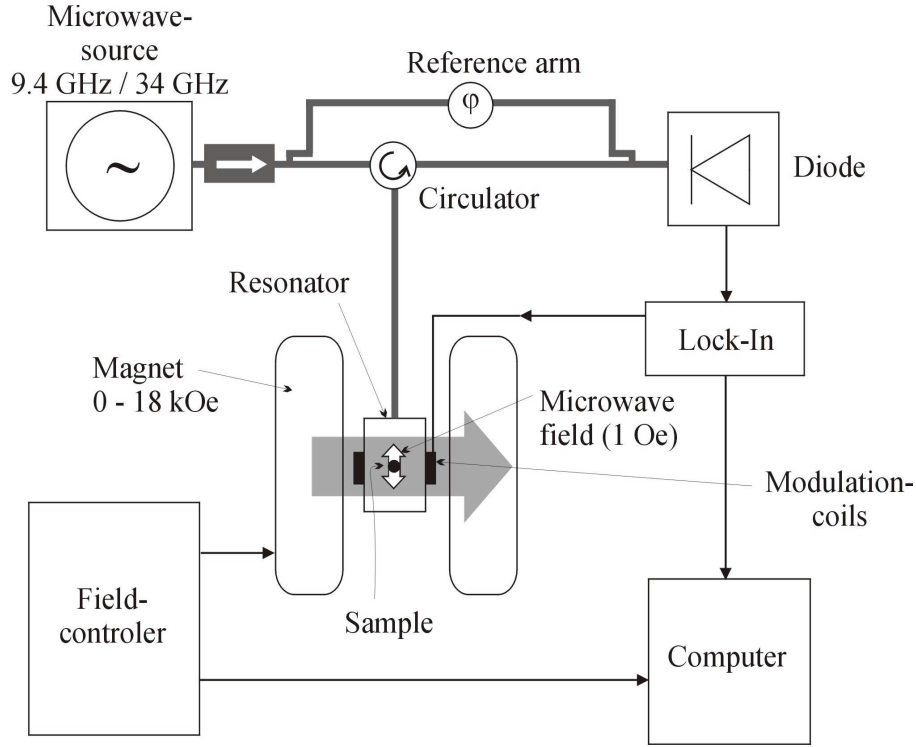 Microwave-
source
9.4 GHz / 34 GHz
~
Reference arm
φ
Diode
Circulator
Resonator
Lock-In
Magnet
0 - 18 kOe
Microwave
field (1 Oe)
Modulation-
coils
Sample
Field-
controler
Computer